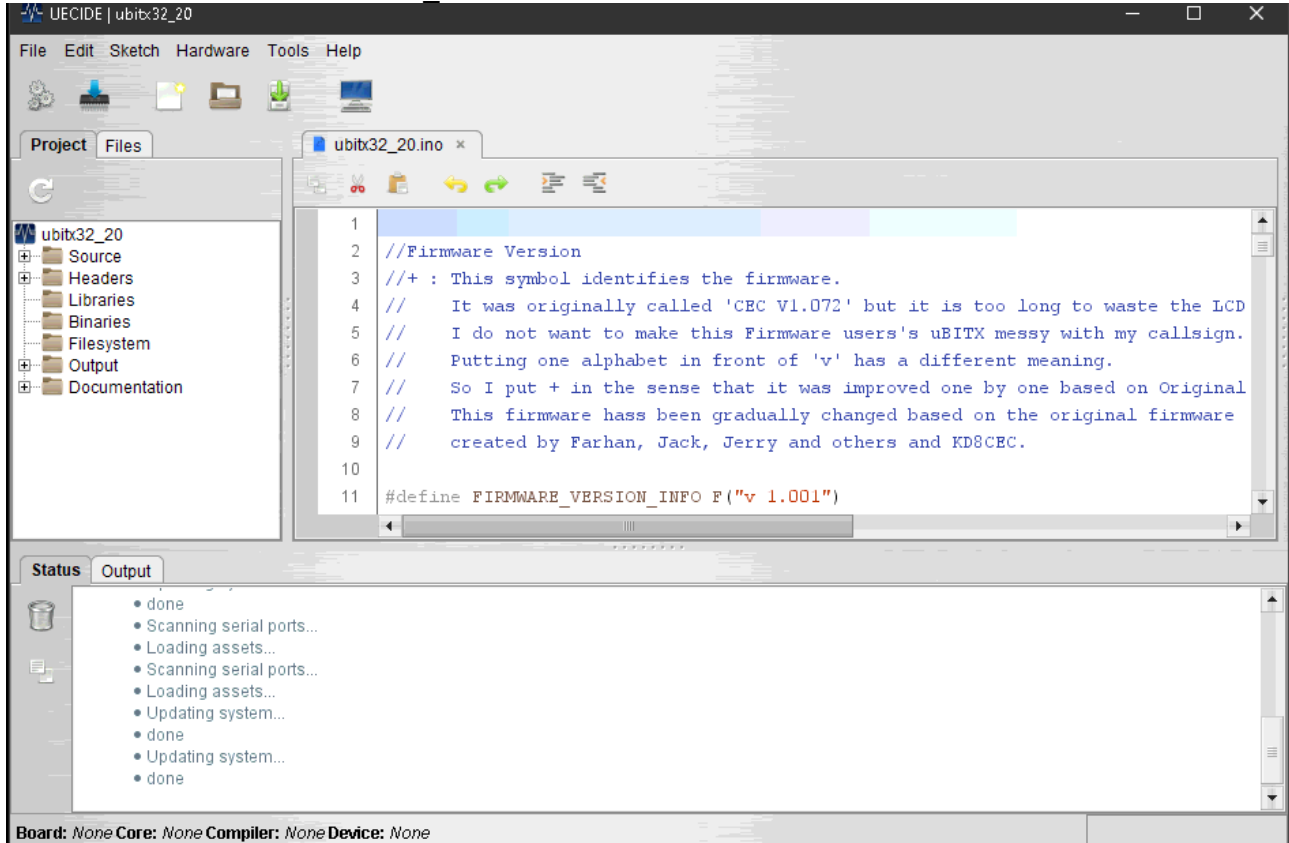 UECIDE | ubitx32_20
File Edit Sketch Hardware Tools Help
Project Files
ubitx32_20.ino ×
ubitx32_20
Source
Headers
Libraries
Binaries
Filesystem
Output
Documentation
1
2 //Firmware Version
3 //+ : This symbol identifies the firmware.
4 // It was originally called 'CEC V1.072' but it is too long to waste the LCD
5 // I do not want to make this Firmware users's uBITX messy with my callsign.
6 // Putting one alphabet in front of 'v' has a different meaning.
7 // So I put + in the sense that it was improved one by one based on Original
8 // This firmware hass been gradually changed based on the original firmware
9 // created by Farhan, Jack, Jerry and others and KD8CEC.
10
11 #define FIRMWARE_VERSION_INFO F("v 1.001")
Status Output
• done
• Scanning serial ports...
• Loading assets...
• Scanning serial ports...
• Loading assets...
• Updating system...
• done
• Updating system...
• done
Board: None Core: None Compiler: None Device: None